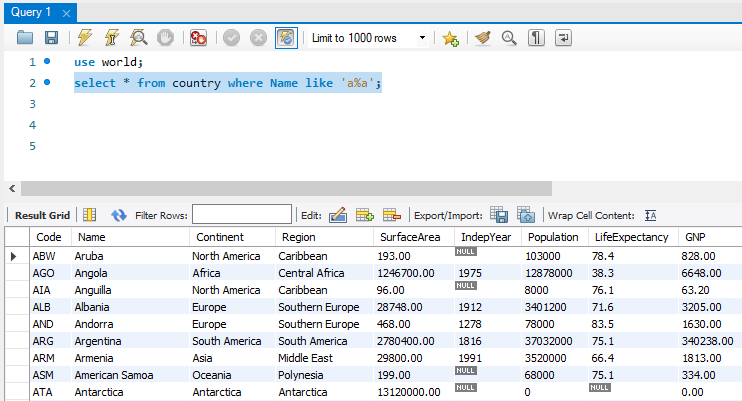 Query 1
Limit to 1000 rows
1 use world;
2 select * from country where Name like 'a%a';
3
4
5
Result Grid Filter Rows: Edit: Export/Import: Wrap Cell Content: IA
Code Name Continent Region SurfaceArea IndepYear Population LifeExpectancy GNP
ABW Aruba North America Caribbean 193.00 NULL 103000 78.4 828.00
AGO Angola Africa Central Africa 1246700.00 1975 12878000 38.3 6648.00
AIA Anguilla North America Caribbean 96.00 NULL 8000 76.1 63.20
ALB Albania Europe Southern Europe 28748.00 1912 3401200 71.6 3205.00
AND Andorra Europe Southern Europe 468.00 1278 78000 83.5 1630.00
ARG Argentina South America South America 2780400.00 1816 37032000 75.1 340238.00
ARM Armenia Asia Middle East 29800.00 1991 3520000 66.4 1813.00
ASM American Samoa Oceania Polynesia 199.00 NULL 68000 75.1 334.00
ATA Antarctica Antarctica Antarctica 13120000.00 NULL 0 NULL 0.00